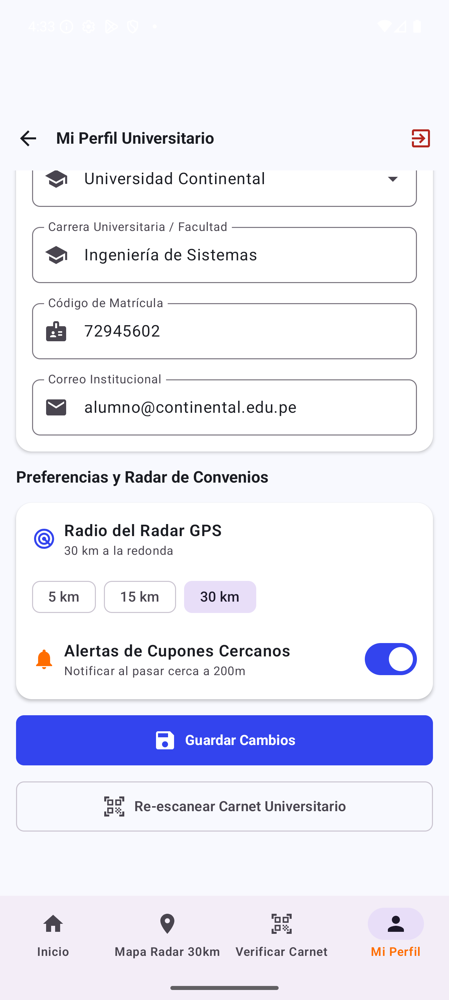 4:33
Mi Perfil Universitario
Universidad Continental
Carrera Universitaria / Facultad
Ingeniería de Sistemas
Código de Matrícula
72945602
Correo Institucional
alumno@continental.edu.pe
Preferencias y Radar de Convenios
Radio del Radar GPS
30 km a la redonda
5 km 15 km 30 km
Alertas de Cupones Cercanos
Notificar al pasar cerca a 200m
Guardar Cambios
Re-escanear Carnet Universitario
Inicio Mapa Radar 30km Verificar Carnet Mi Perfil